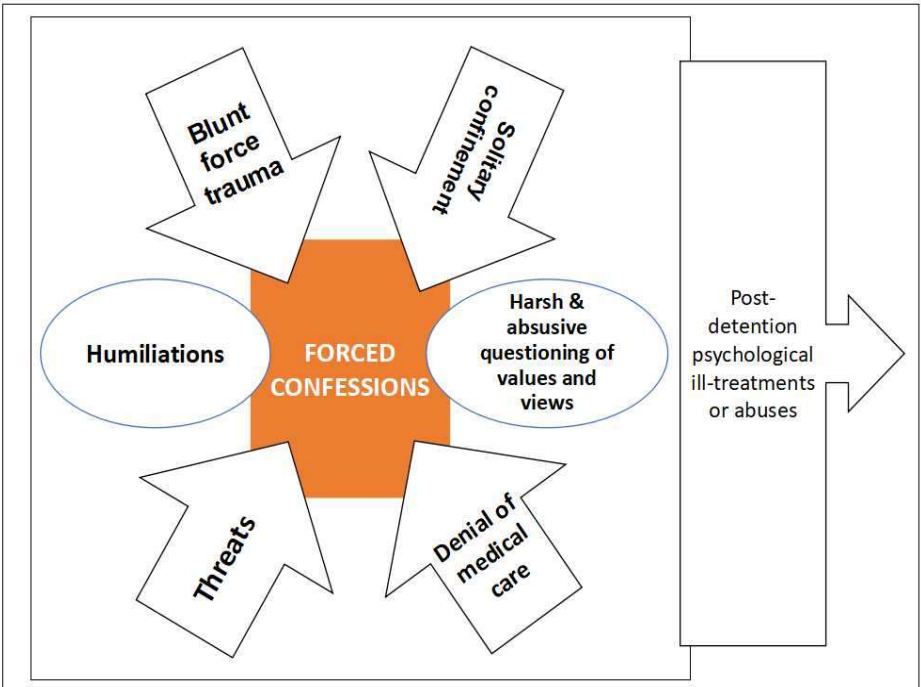 Blunt
force
trauma
Solitary
confinement
Humiliations
FORCED
CONFESSIONS
Harsh &
absusive
questioning of
values and
views
Threats
Denial of
medical
care
Post-
detention
psychological
ill-treatments
or abuses